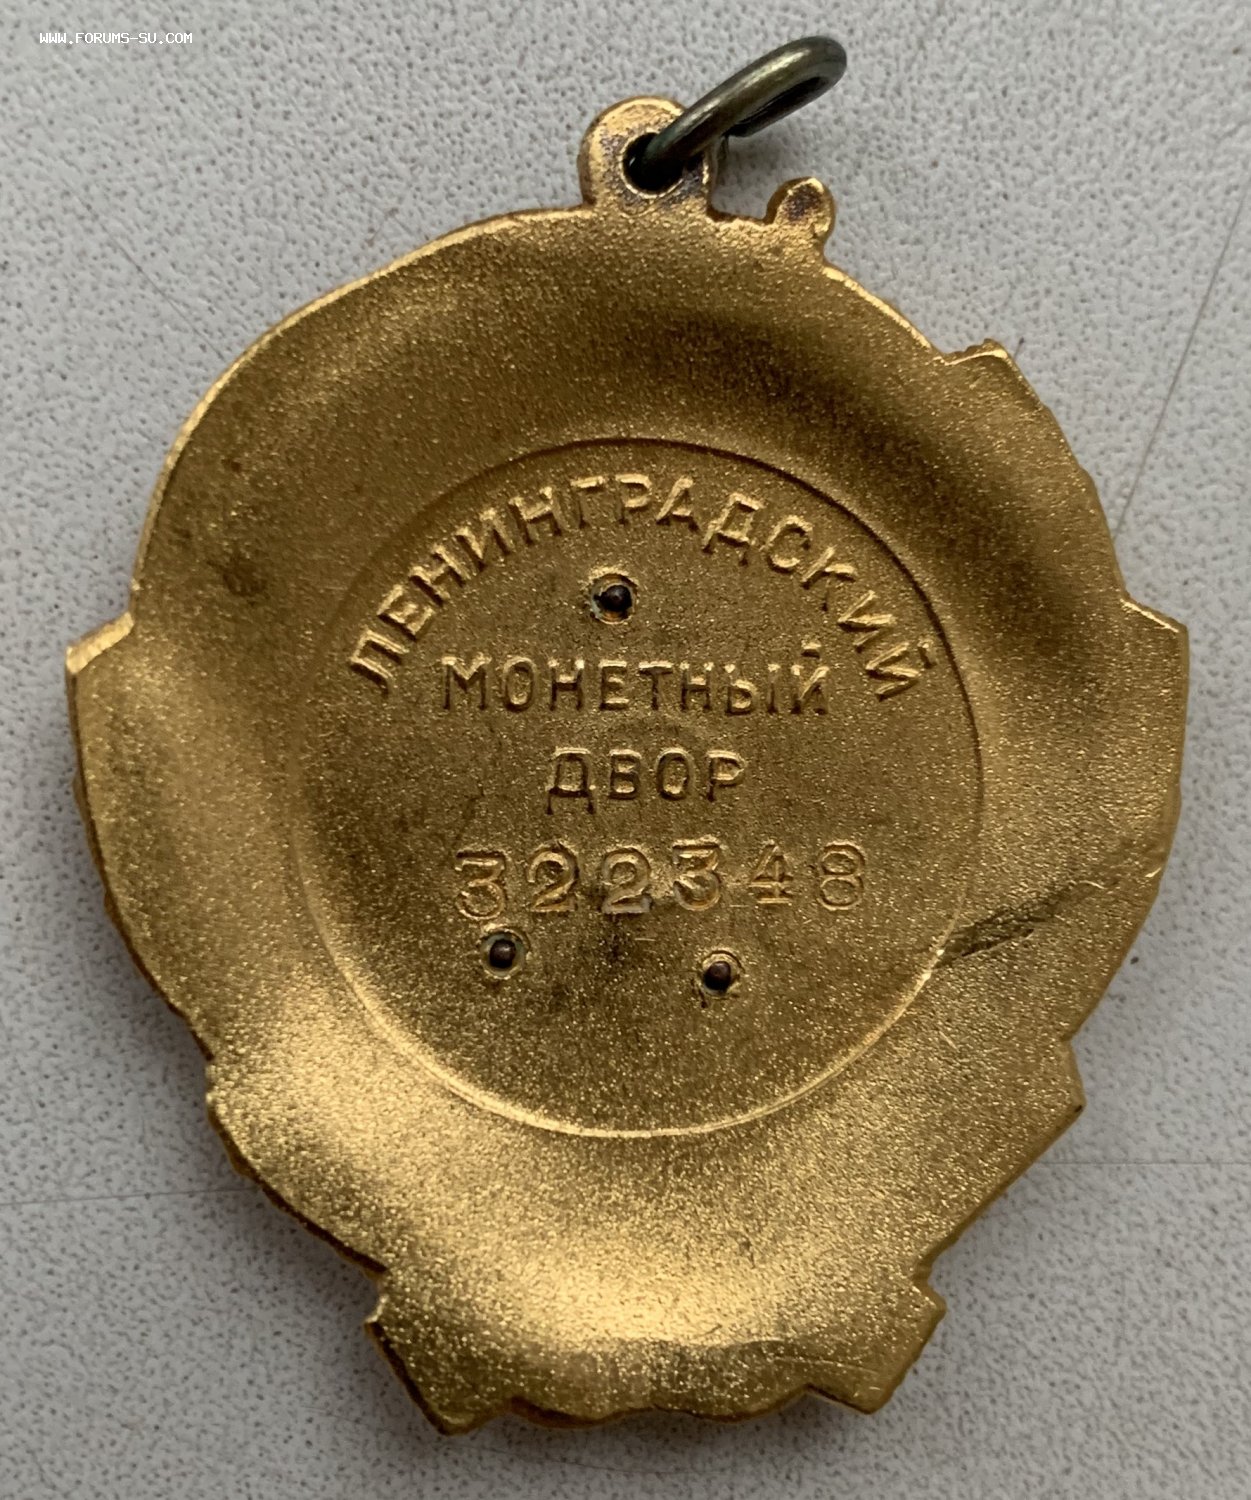 WWW.FORUMS-SU.COM
ЛЕНИНГРАДСКИЙ
МОНЕТНЫЙ
ДВОР
322348